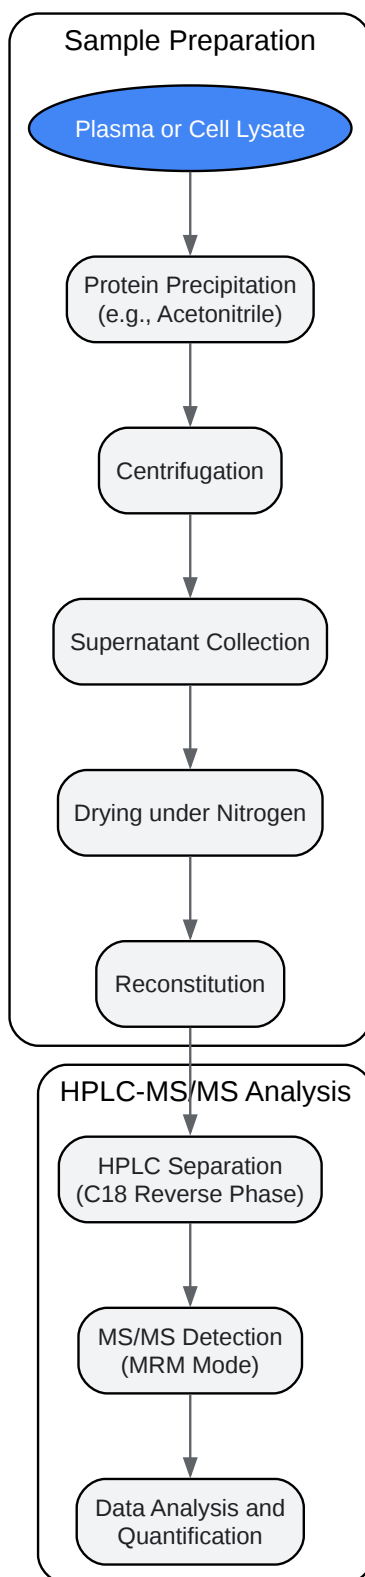 Sample Preparation
Plasma or Cell Lysate
Protein Precipitation
(e.g., Acetonitrile)
Centrifugation
Supernatant Collection
Drying under Nitrogen
Reconstitution
HPLC-MS/MS Analysis
HPLC Separation
(C18 Reverse Phase)
MS/MS Detection
(MRM Mode)
Data Analysis and
Quantification